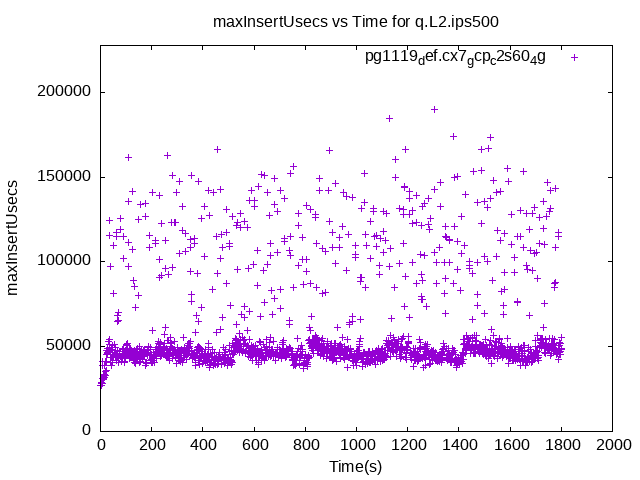 maxInsertUsecs vs Time for q.L2.ips500
pg1119def.cx7gcpc2s604g
200000
150000
100000
50000
0
maxInsertUsecs
0 200 400 600 800 1000 1200 1400 1600 1800 2000
Time(s)